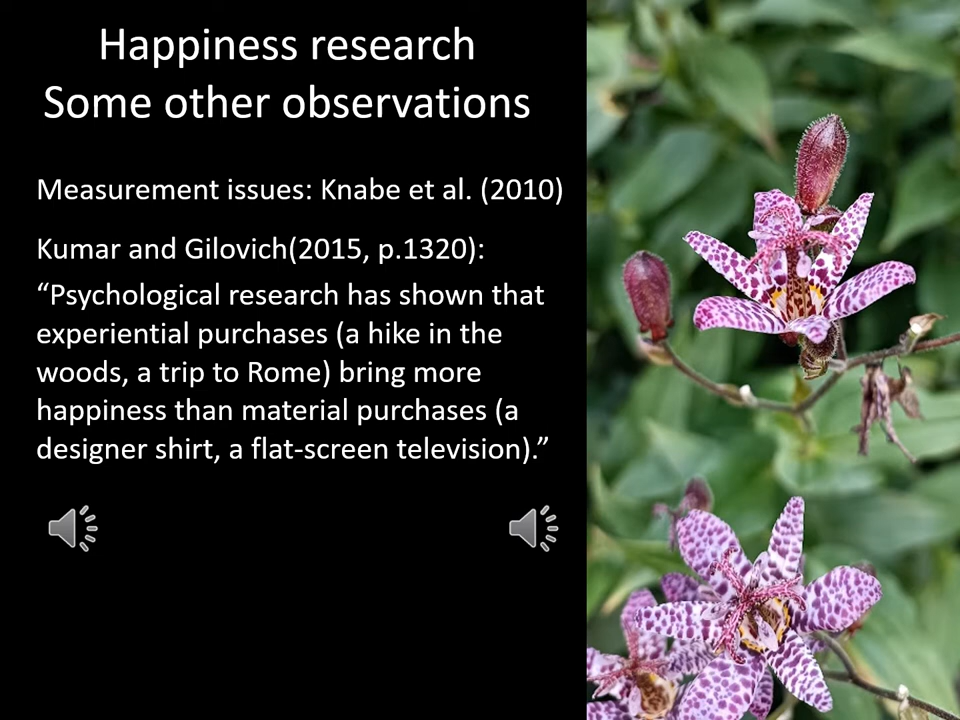 Happiness research
Some other observations
Measurement issues: Knabe et al. (2010)
Kumar and Gilovich(2015, p.1320):
“Psychological research has shown that
experiential purchases (a hike in the
woods, a trip to Rome) bring more
happiness than material purchases (a
designer shirt, a flat-screen television).”